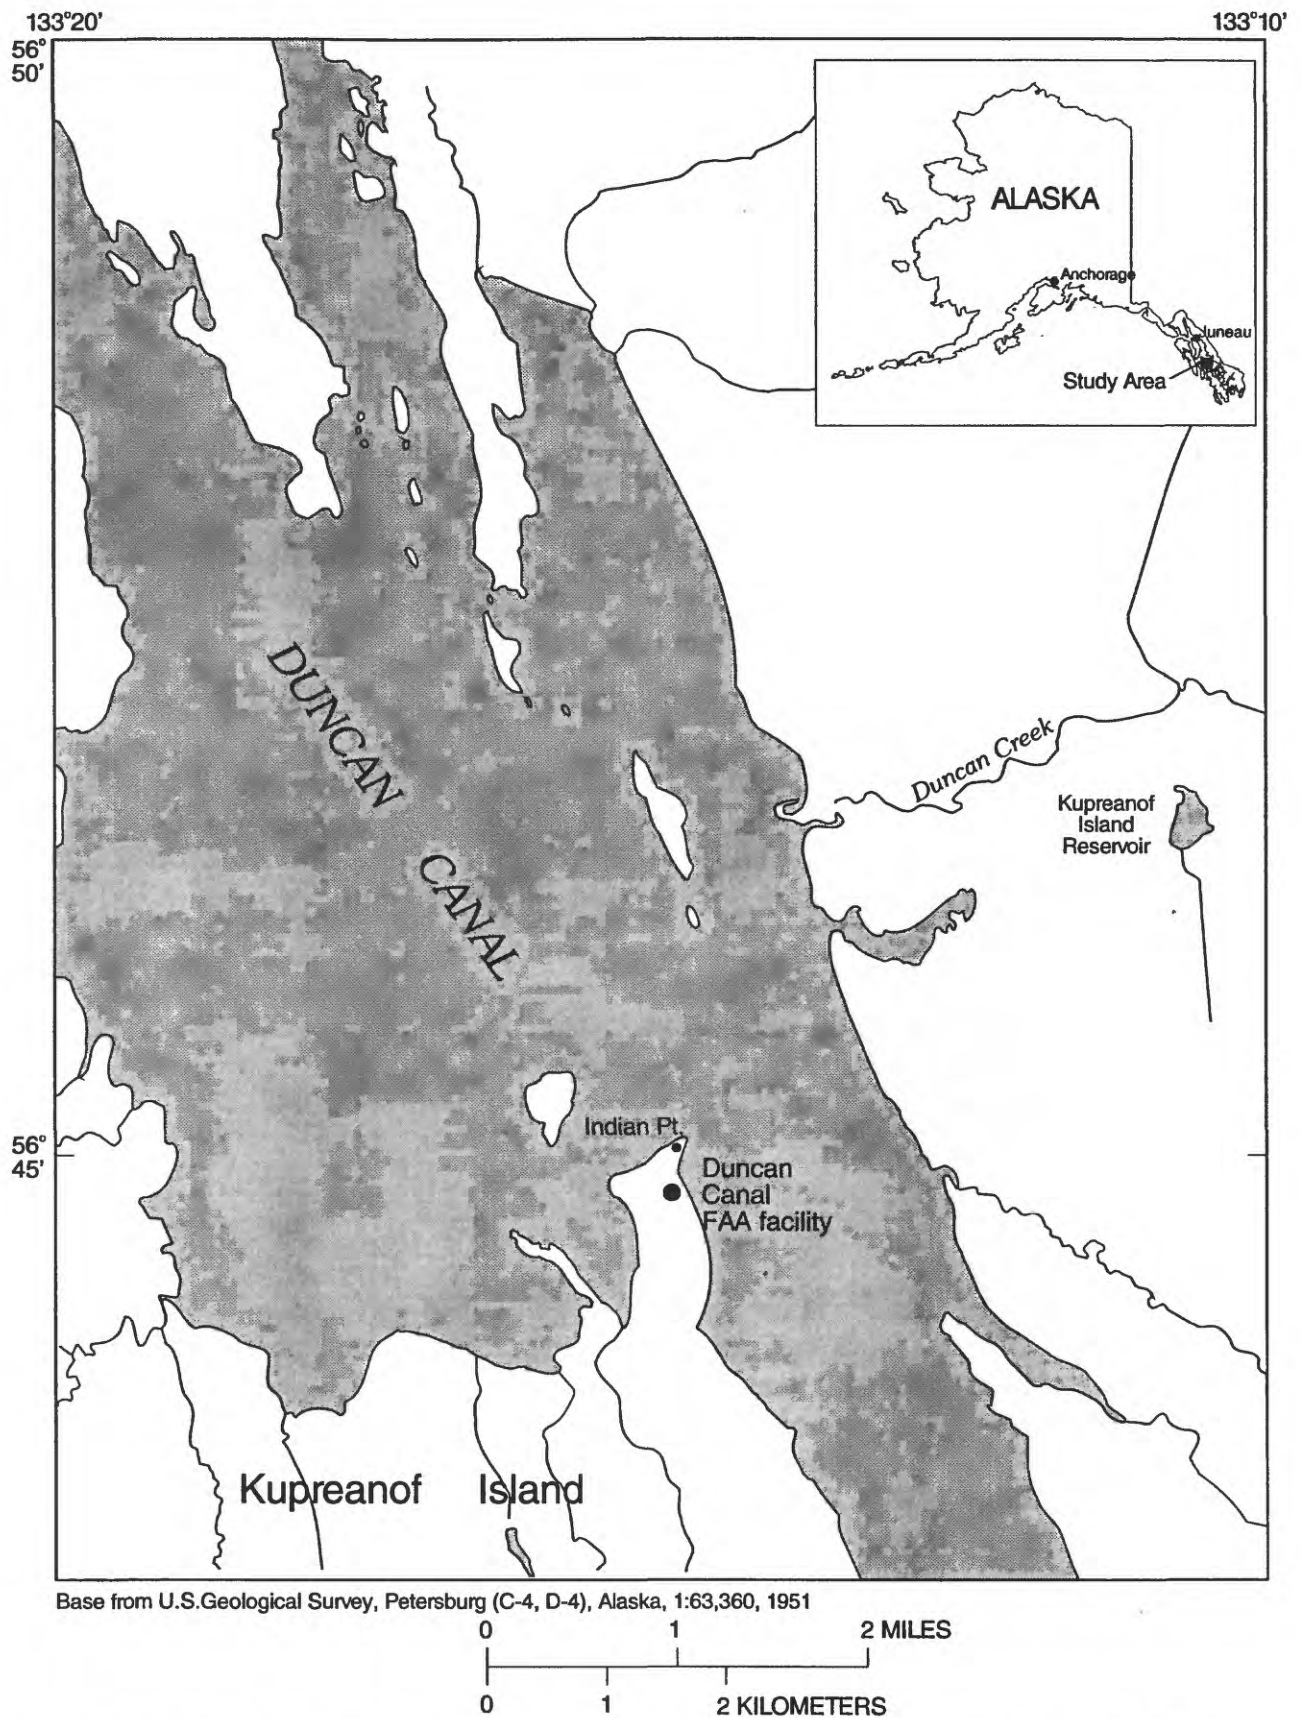 133°20'
133°10'
56°
50'
ALASKA
Anchorage
Juneau
Study Area
DUNCAN
CANAL
Duncan Creek
Kupreanof
Island
Reservoir
56°
45'
Indian Pt.
Duncan
Canal
FAA facility
Kupreanof Island
Base from U.S.Geological Survey, Petersburg (C-4, D-4), Alaska, 1:63,360, 1951
0 1 2 MILES
0 1 2 KILOMETERS